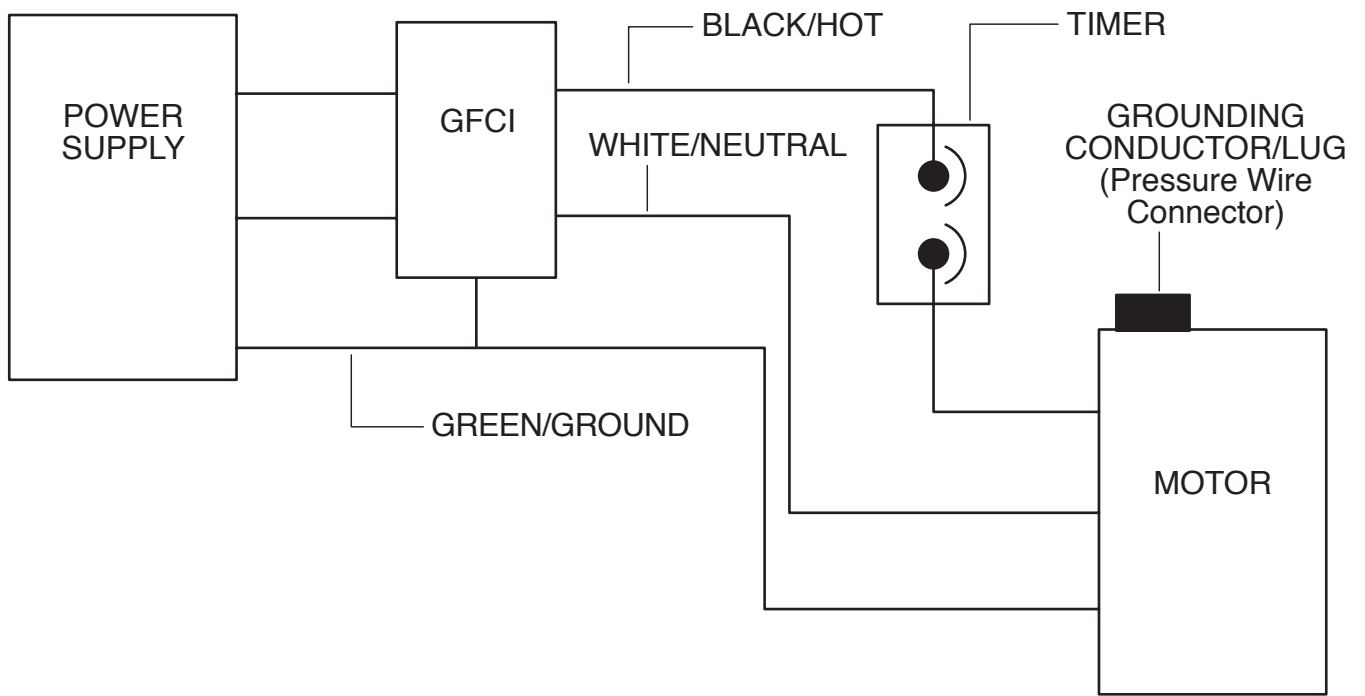 BLACK/HOT
TIMER
POWER
SUPPLY
GFCI
WHITE/NEUTRAL
GROUNDING
CONDUCTOR/LUG
(Pressure Wire
Connector)
GREEN/GROUND
MOTOR